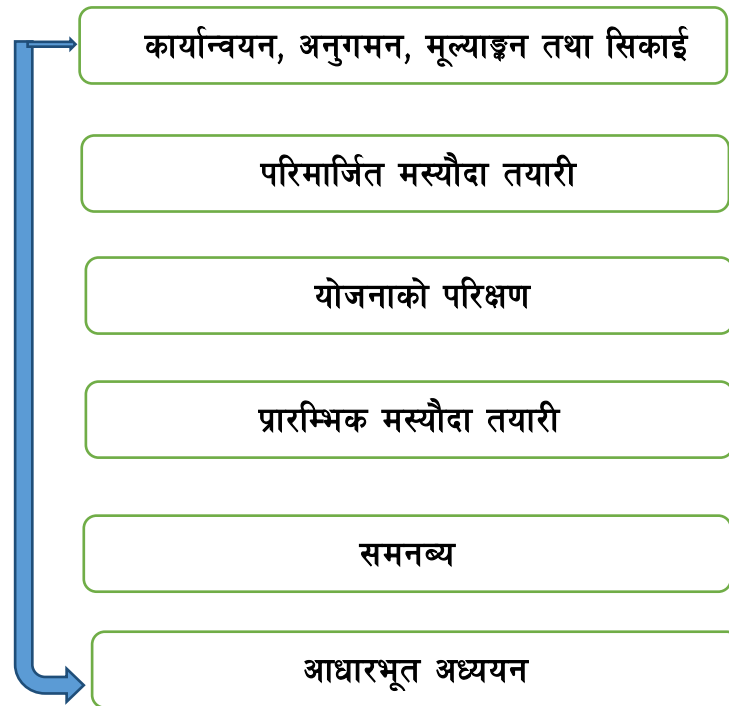 कार्यान्वयन, अनुगमन, मूल्याङ्कन तथा सिकाई
परिमार्जित मस्यौदा तयारी
योजनाको परिक्षण
प्रारम्भिक मस्यौदा तयारी
समनब्य
आधारभूत अध्ययन